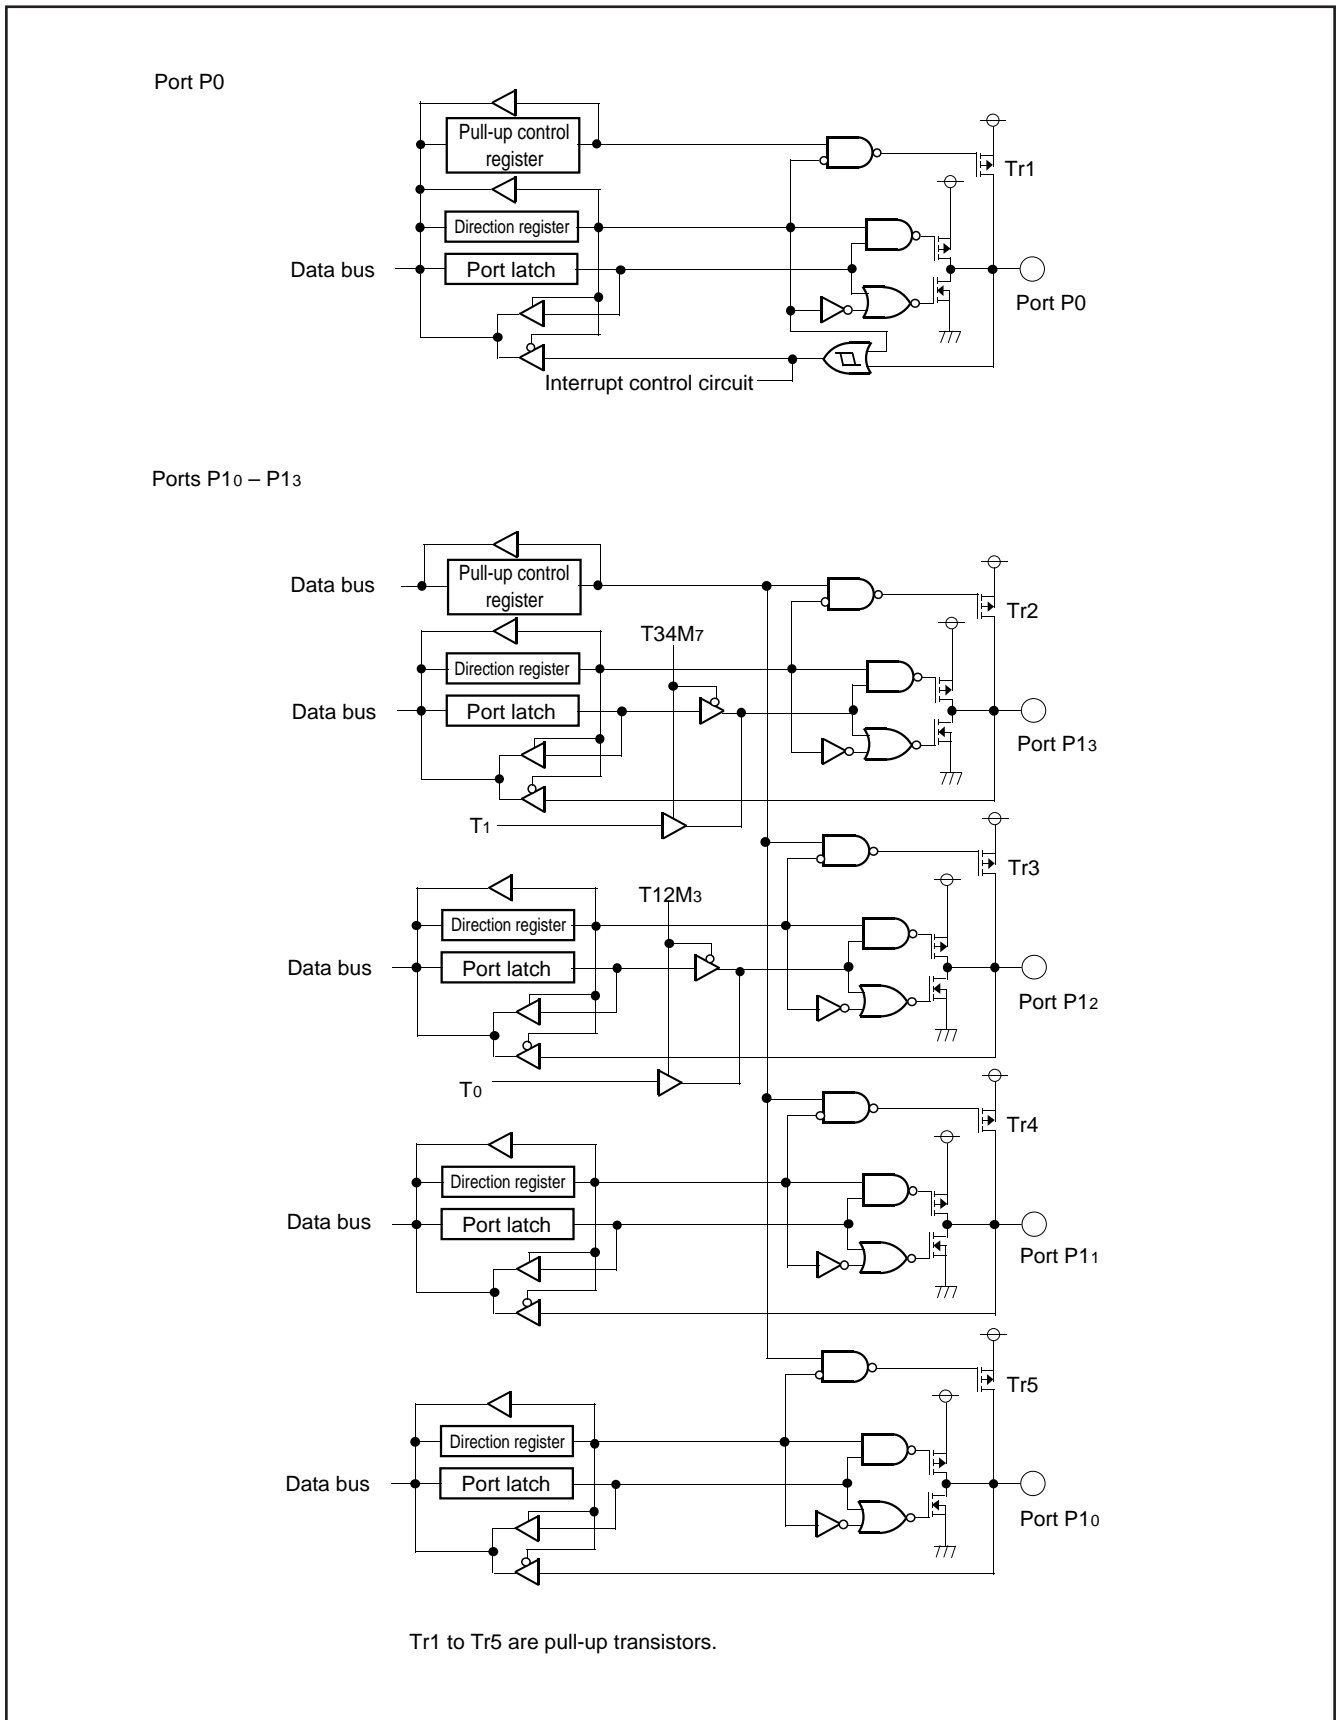 Port P0
Pull-up control
register
Tr1
Direction register
Data bus
Port latch
Port P0
Interrupt control circuit
Ports P10 – P13
Data bus
Pull-up control
register
Tr2
T34M7
Direction register
Data bus
Port latch
Port P13
T1
Tr3
T12M3
Direction register
Data bus
Port latch
Port P12
T0
Tr4
Direction register
Data bus
Port latch
Port P11
Tr5
Direction register
Data bus
Port latch
Port P10
Tr1 to Tr5 are pull-up transistors.